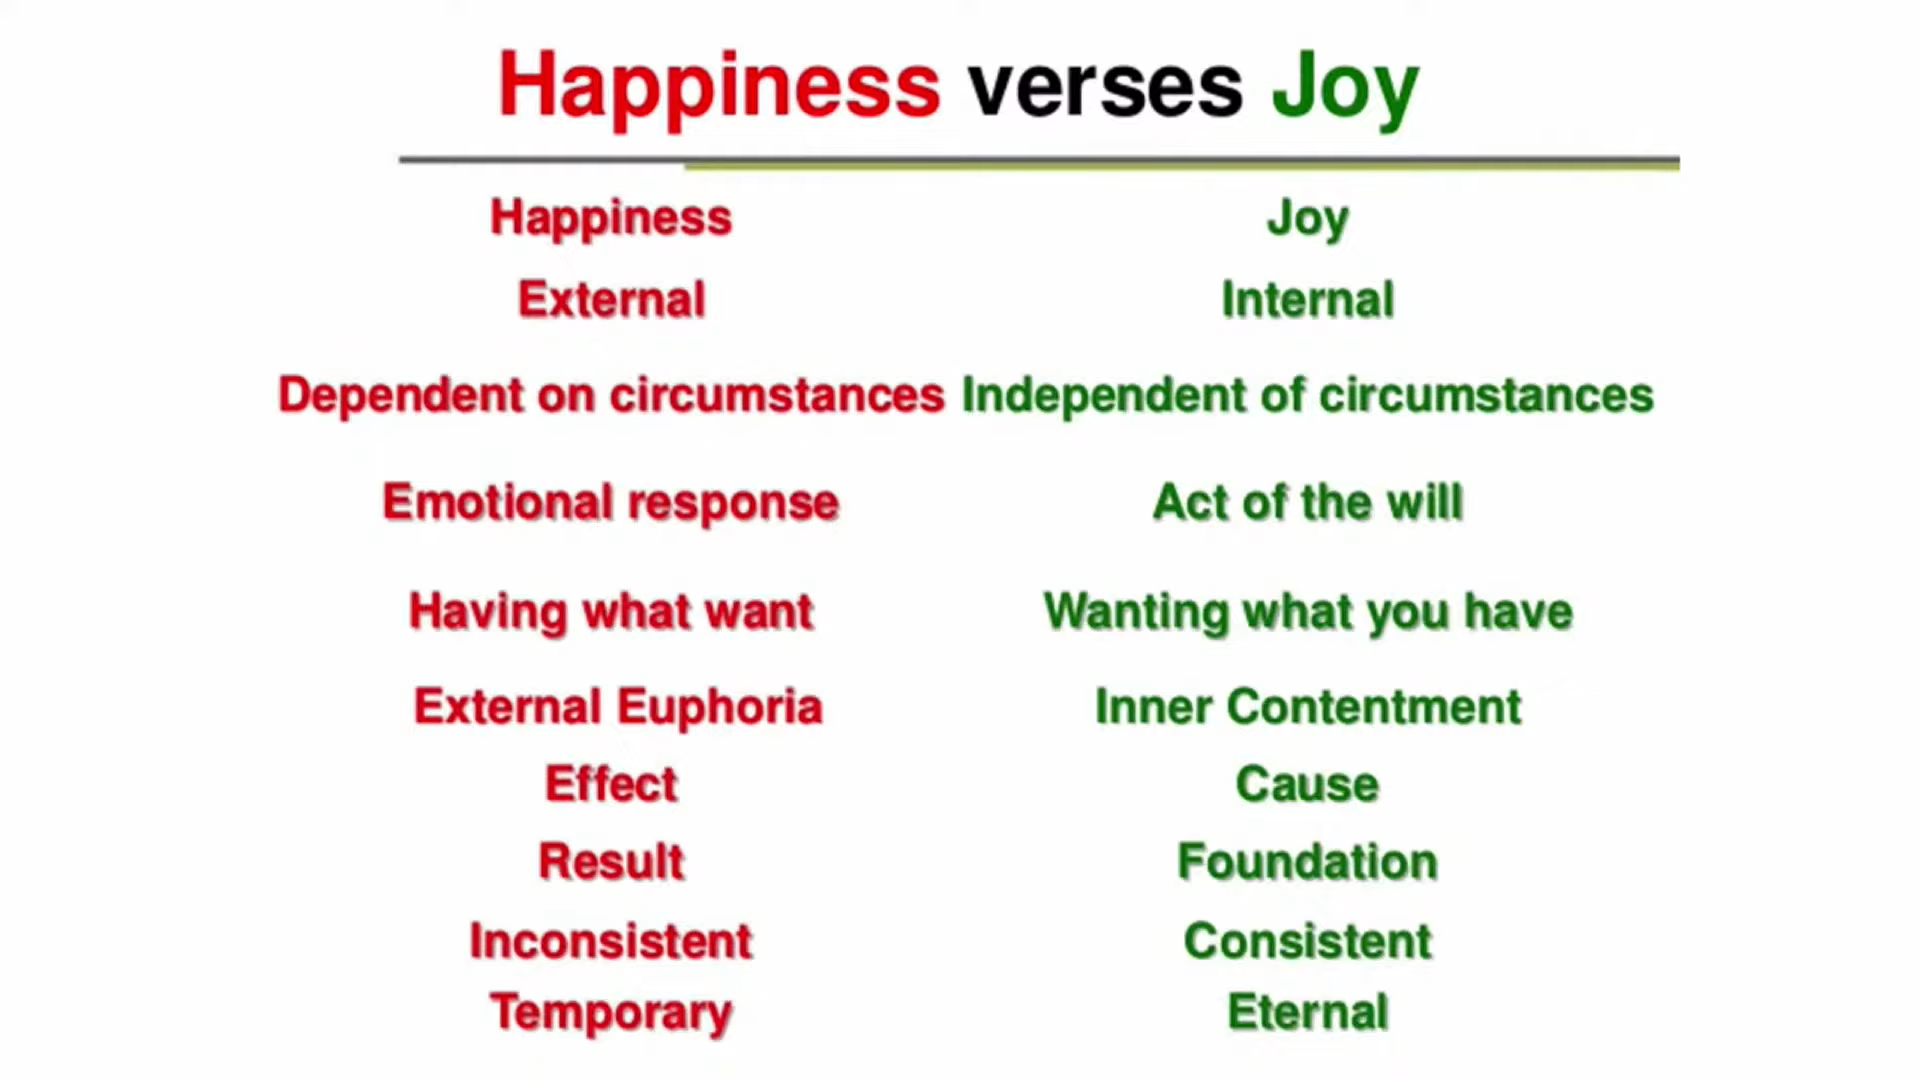 Happiness verses Joy
Happiness Joy
External Internal
Dependent on circumstances Independent of circumstances
Emotional response Act of the will
Having what want Wanting what you have
External Euphoria Inner Contentment
Effect Cause
Result Foundation
Inconsistent Consistent
Temporary Eternal